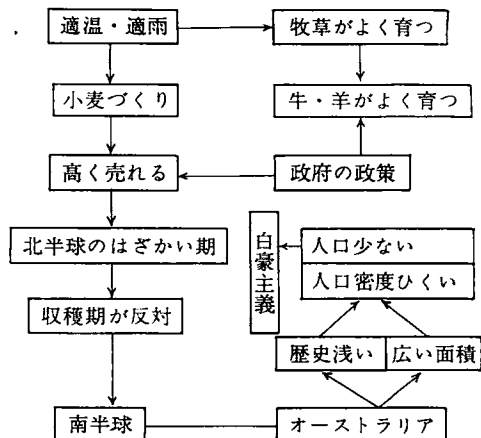 適温・適雨
牧草がよく育つ
小麦づくり
牛・羊がよく育つ
高く売れる
政府の政策
北半球のはざかい期
白豪主義
人口少ない
人口密度ひくい
収穫期が反対
歴史浅い
広い面積
南半球
オーストラリア